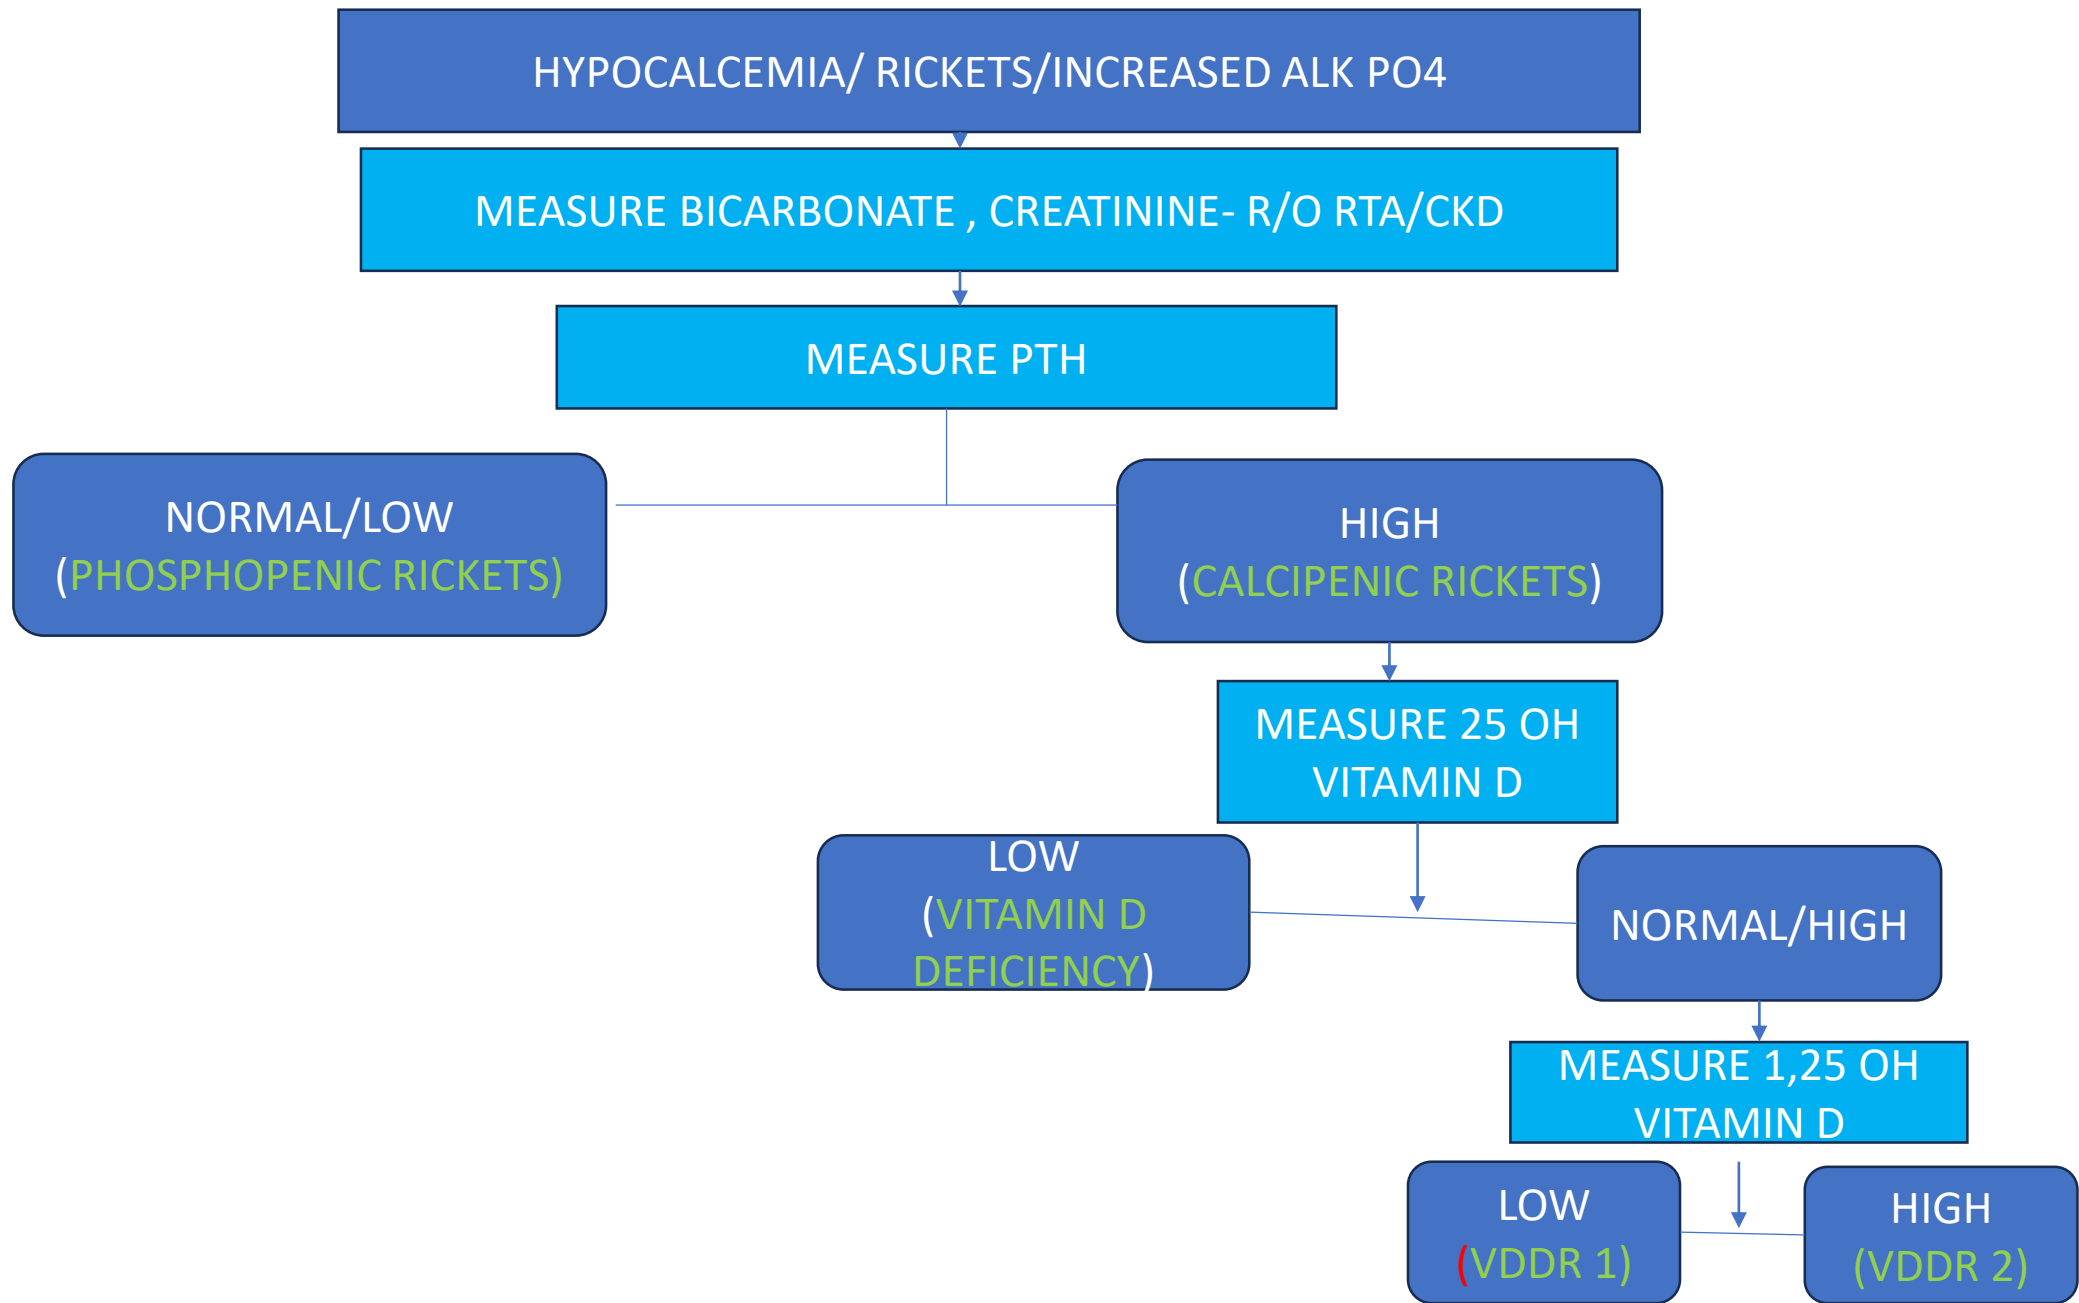 HYPOCALCEMIA/ RICKETS/INCREASED ALK PO4
MEASURE BICARBONATE , CREATININE- R/O RTA/CKD
MEASURE PTH
NORMAL/LOW
(PHOSPHOPENIC RICKETS)
HIGH
(CALCIPENIC RICKETS)
MEASURE 25 OH
VITAMIN D
LOW
(VITAMIN D
DEFICIENCY)
NORMAL/HIGH
MEASURE 1,25 OH
VITAMIN D
LOW
(VDDR 1)
HIGH
(VDDR 2)